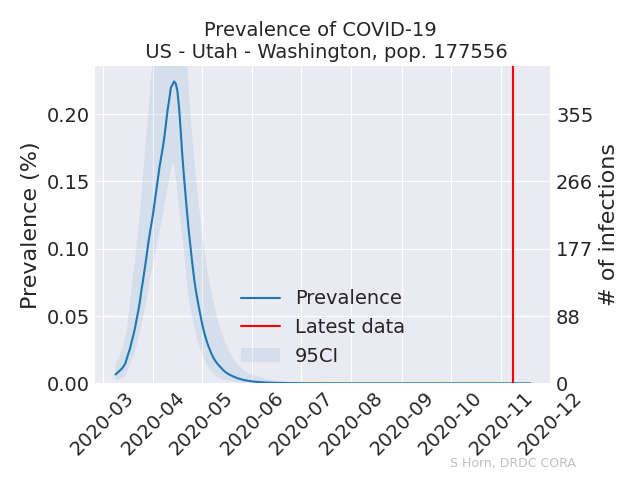 Prevalence of COVID-19
US - Utah - Washington, pop. 177556
Prevalence (%)
0.20
0.15
0.10
0.05
0.00
355
266
177
88
0
# of infections
Prevalence
Latest data
95CI
2020-03
2020-04
2020-05
2020-06
2020-07
2020-08
2020-09
2020-10
2020-11
2020-12
S Horn, DRDC CORA